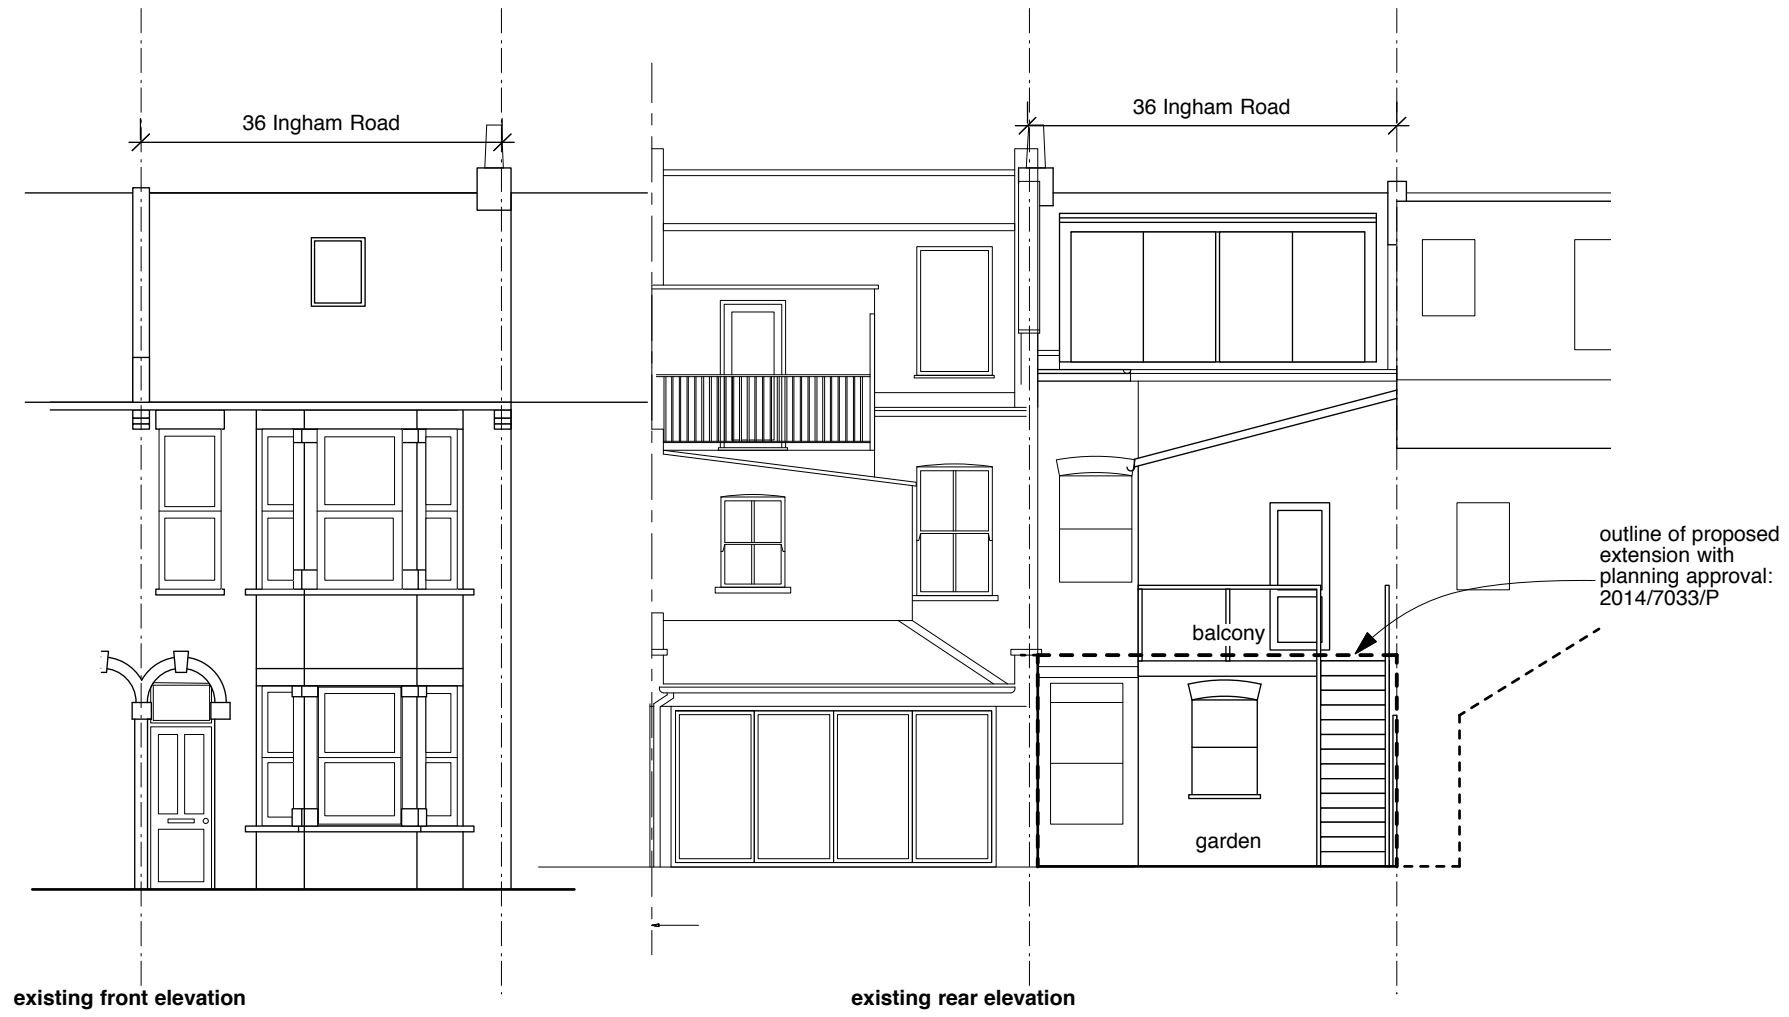 36 Ingham Road
36 Ingham Road
outline of proposed
extension with
planning approval:
2014/7033/P
balcony
garden
existing front elevation
existing rear elevation